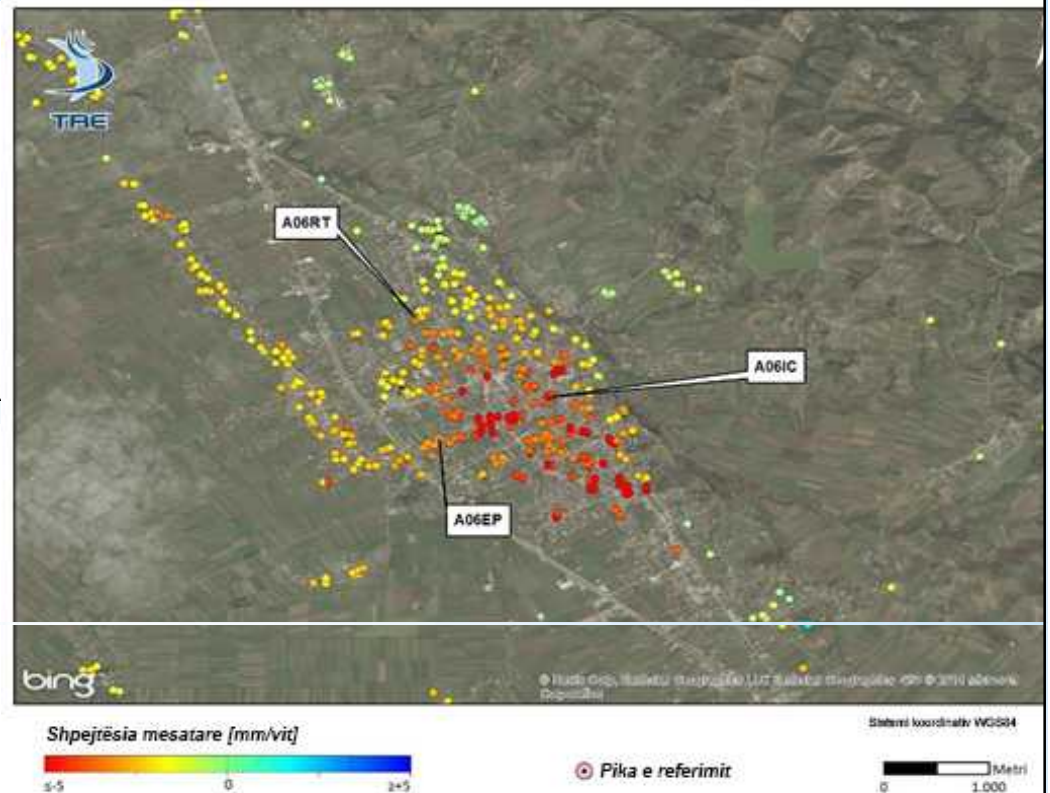 TRE
A06RT
A06IC
A06EP
bing
Shpejtësia mesatare [mm/vit]
≤-5 0 ≥+5
Pika e referimit
Sistemi koordinativ WGS84
Metri
0 1.000